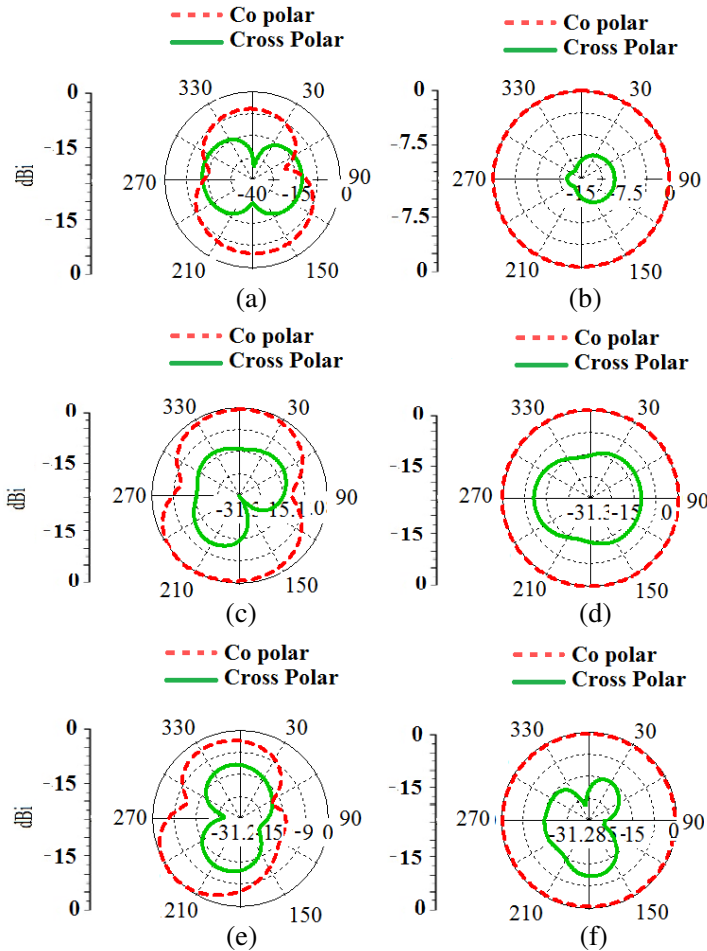 Co polar
Cross Polar
Co polar
Cross Polar
0 330 30 0 330 30
-15 -7.5
dBi 270 -15 0 90 270 -15 -7.5 0 90
-15 -7.5
0 210 150 0 210 150
(a) (b)
Co polar
Cross Polar
Co polar
Cross Polar
0 330 30 0 330 30
-15 -15
dBi 270 90 270 -15 0 90
-15 -15
0 210 150 0 210 150
(c) (d)
Co polar
Cross Polar
Co polar
Cross Polar
0 330 30 0 330 30
-15 -15
dBi 270 -9 0 90 270 -15 0 90
-15 -15
0 210 150 0 210 150
(e) (f)